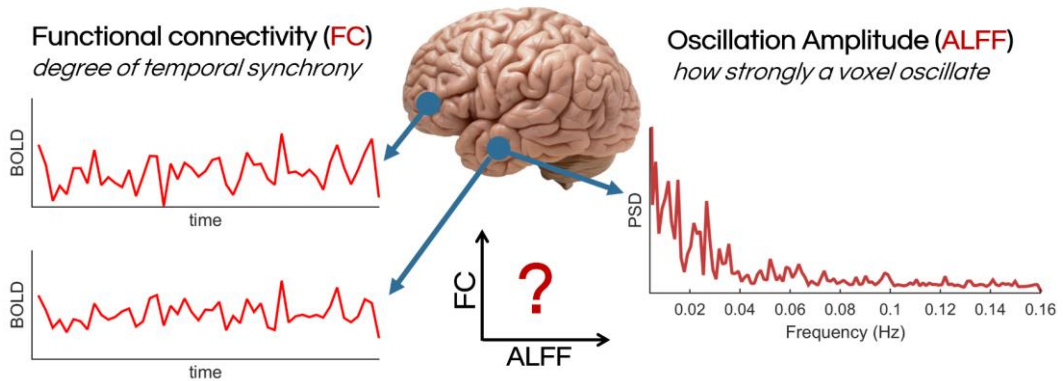 Functional connectivity (FC)
degree of temporal synchrony
BOLD
time
BOLD
time
FC
?
ALFF
Oscillation Amplitude (ALFF)
how strongly a voxel oscillate
PSD
0.02 0.04 0.06 0.08 0.1 0.12 0.14 0.16
Frequency (Hz)